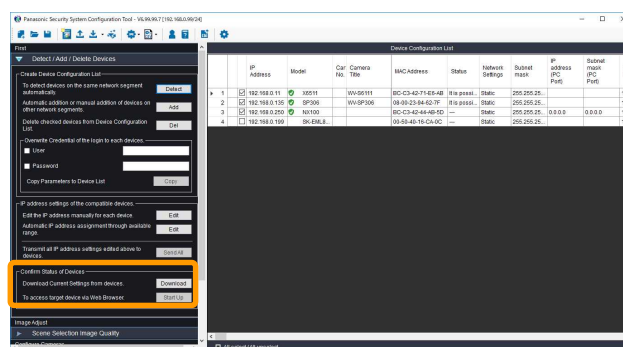 Panasonic Security System Configuration Tool - V6.99.99.7 [192.168.0.99/24]
First
Device Configuration List
Detect / Add / Delete Devices
Create Device Configuration List
To detect devices on the same network segment automatically.
Detect
Automatic addition or manual addition of devices on other network segments.
Add
Delete checked devices from Device Configuration List.
Del
Overwrite Credential of the login to each devices.
User
Password
Copy Parameters to Device List
Copy
IP address settings of the compatible devices.
Edit the IP address manually for each device
Edit
Automatic IP address assignment through available range.
Edit
Transmit all IP address settings edited above to devices.
Send All
Confirm Status of Devices
Download Current Settings from devices.
Download
To access target device via Web Browser.
Start Up
Image Adjust
Scene Selection Image Quality
Configure Cameras
IP Address Model Car No. Camera Title MAC Address Status Network Settings Subnet mask IP address (PC Port) Subnet mask (PC Port)
1 192.168.0.11 X6511 WV-S6111 BC-C3-42-71-E6-AB It is possi... Static 255.255.25...
2 192.168.0.135 SP306 WV-SP306 08-00-23-84-62-7F It is possi... Static 255.255.25...
3 192.168.0.250 NX100 BC-C3-42-44-AB-5D --- Static 255.255.25... 0.0.0.0 0.0.0.0
4 192.168.0.199 SK-EML8... 00-50-40-16-CA-0C --- Static 255.255.25...